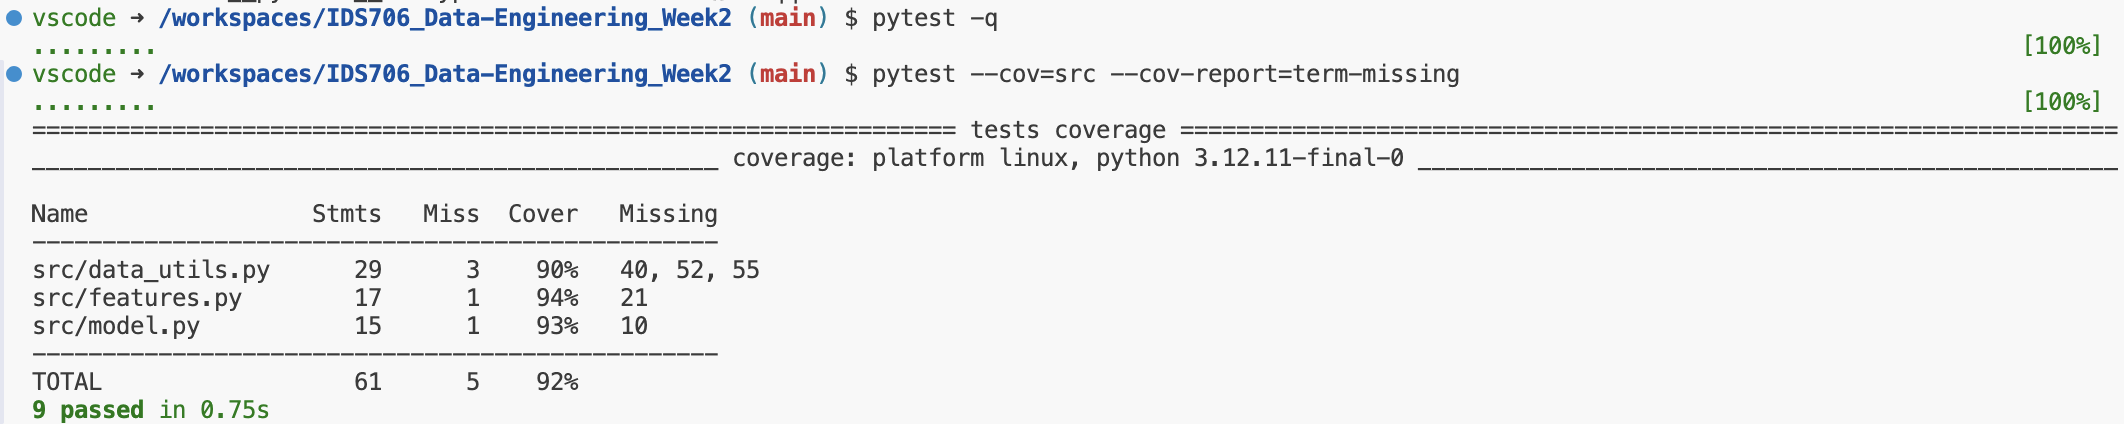 vscode ➜ /workspaces/IDS706_Data-Engineering_Week2 (main) $ pytest -q
......... [100%]
vscode ➜ /workspaces/IDS706_Data-Engineering_Week2 (main) $ pytest --cov=src --cov-report=term-missing
......... [100%]
================================================================== tests coverage ===================================================================
_________________________________________________ coverage: platform linux, python 3.12.11-final-0 __________________________________________________
Name                Stmts   Miss  Cover   Missing
-------------------------------------------------
src/data_utils.py      29      3    90%   40, 52, 55
src/features.py        17      1    94%   21
src/model.py           15      1    93%   10
-------------------------------------------------
TOTAL                  61      5    92%
9 passed in 0.75s